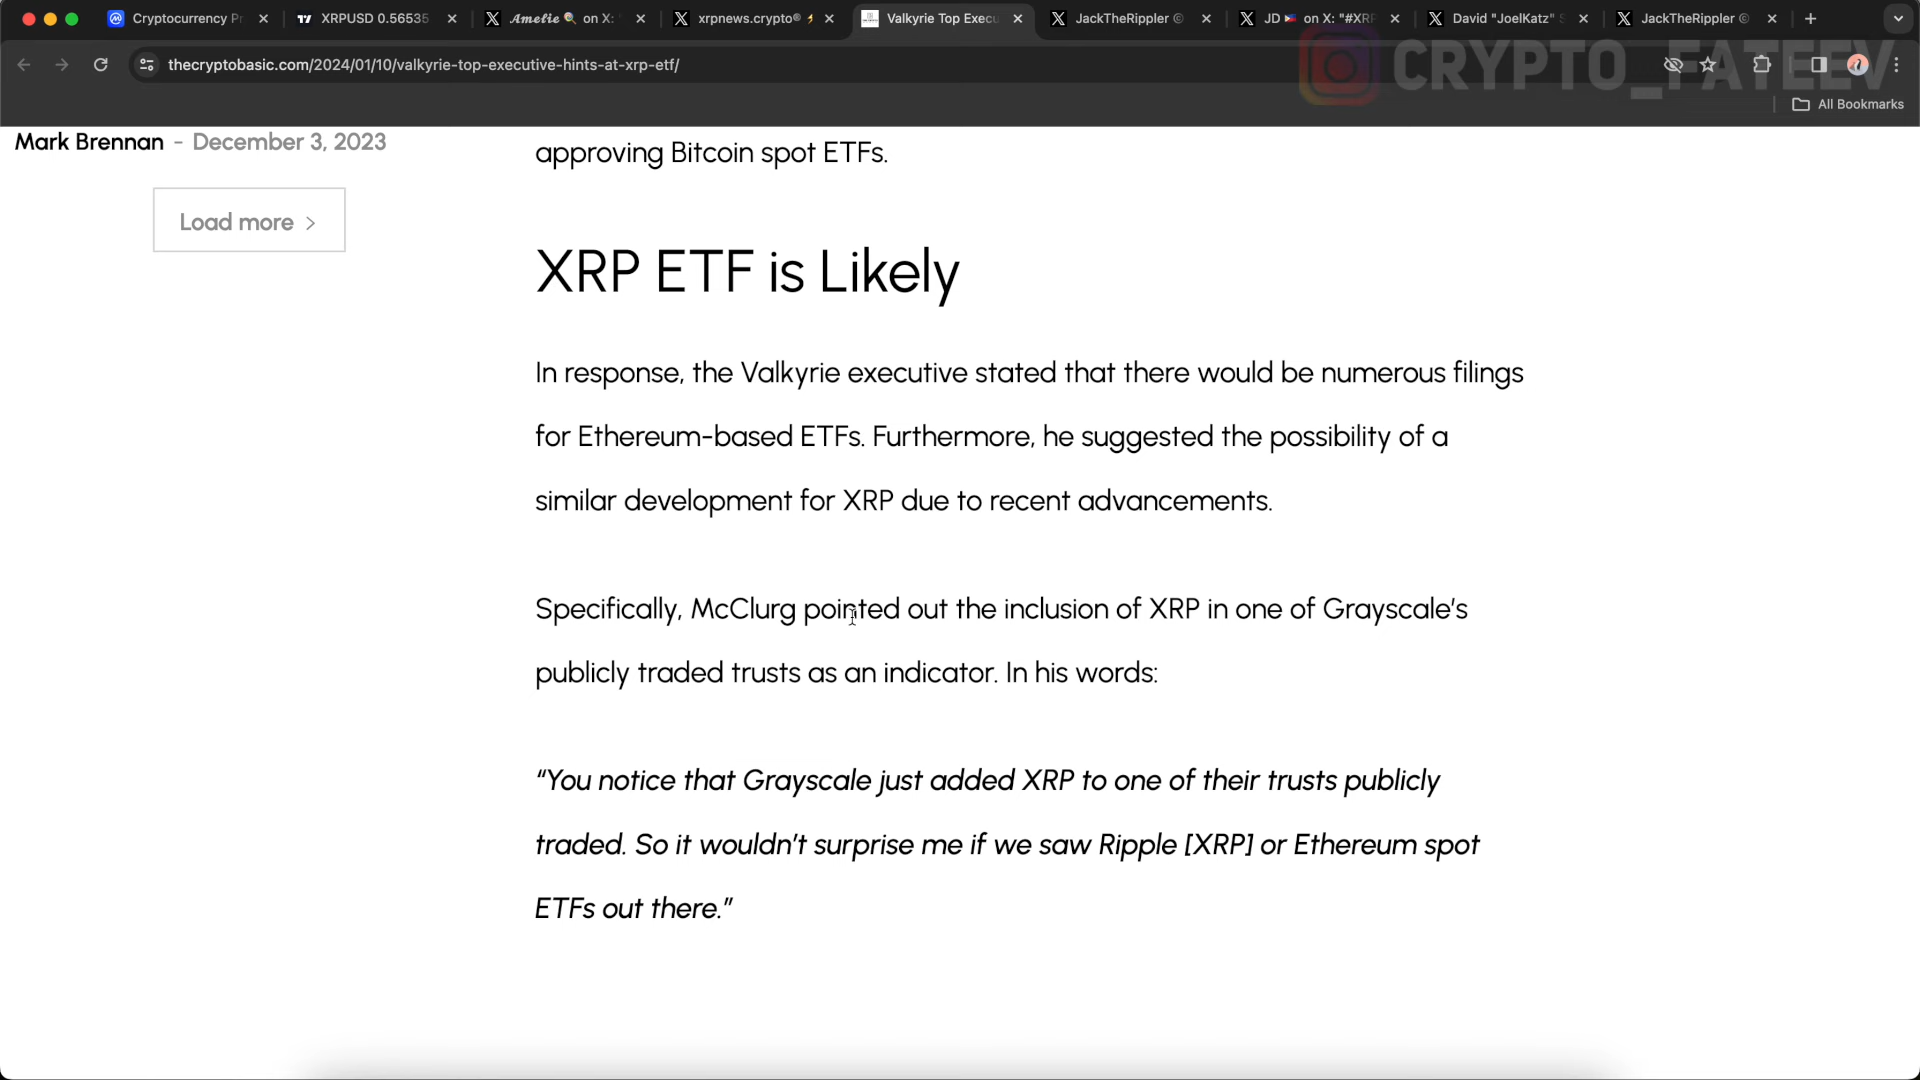 Cryptocurrency Pr
XRPUSD 0.56535
Amelie 🍭 on X: "
xrpnews.crypto® ⚡
Valkyrie Top Execu
JackTheRippler ©
JD 🇵🇭 on X: "#XRP
David "JoelKatz" S
JackTheRippler ©
thecryptobasic.com/2024/01/10/valkyrie-top-executive-hints-at-xrp-etf/
CRYPTO_FATEEV
All Bookmarks
Mark Brennan - December 3, 2023
Load more >
approving Bitcoin spot ETFs.
XRP ETF is Likely
In response, the Valkyrie executive stated that there would be numerous filings
for Ethereum-based ETFs. Furthermore, he suggested the possibility of a
similar development for XRP due to recent advancements.
Specifically, McClurg pointed out the inclusion of XRP in one of Grayscale's
publicly traded trusts as an indicator. In his words:
“You notice that Grayscale just added XRP to one of their trusts publicly
traded. So it wouldn’t surprise me if we saw Ripple [XRP] or Ethereum spot
ETFs out there.”